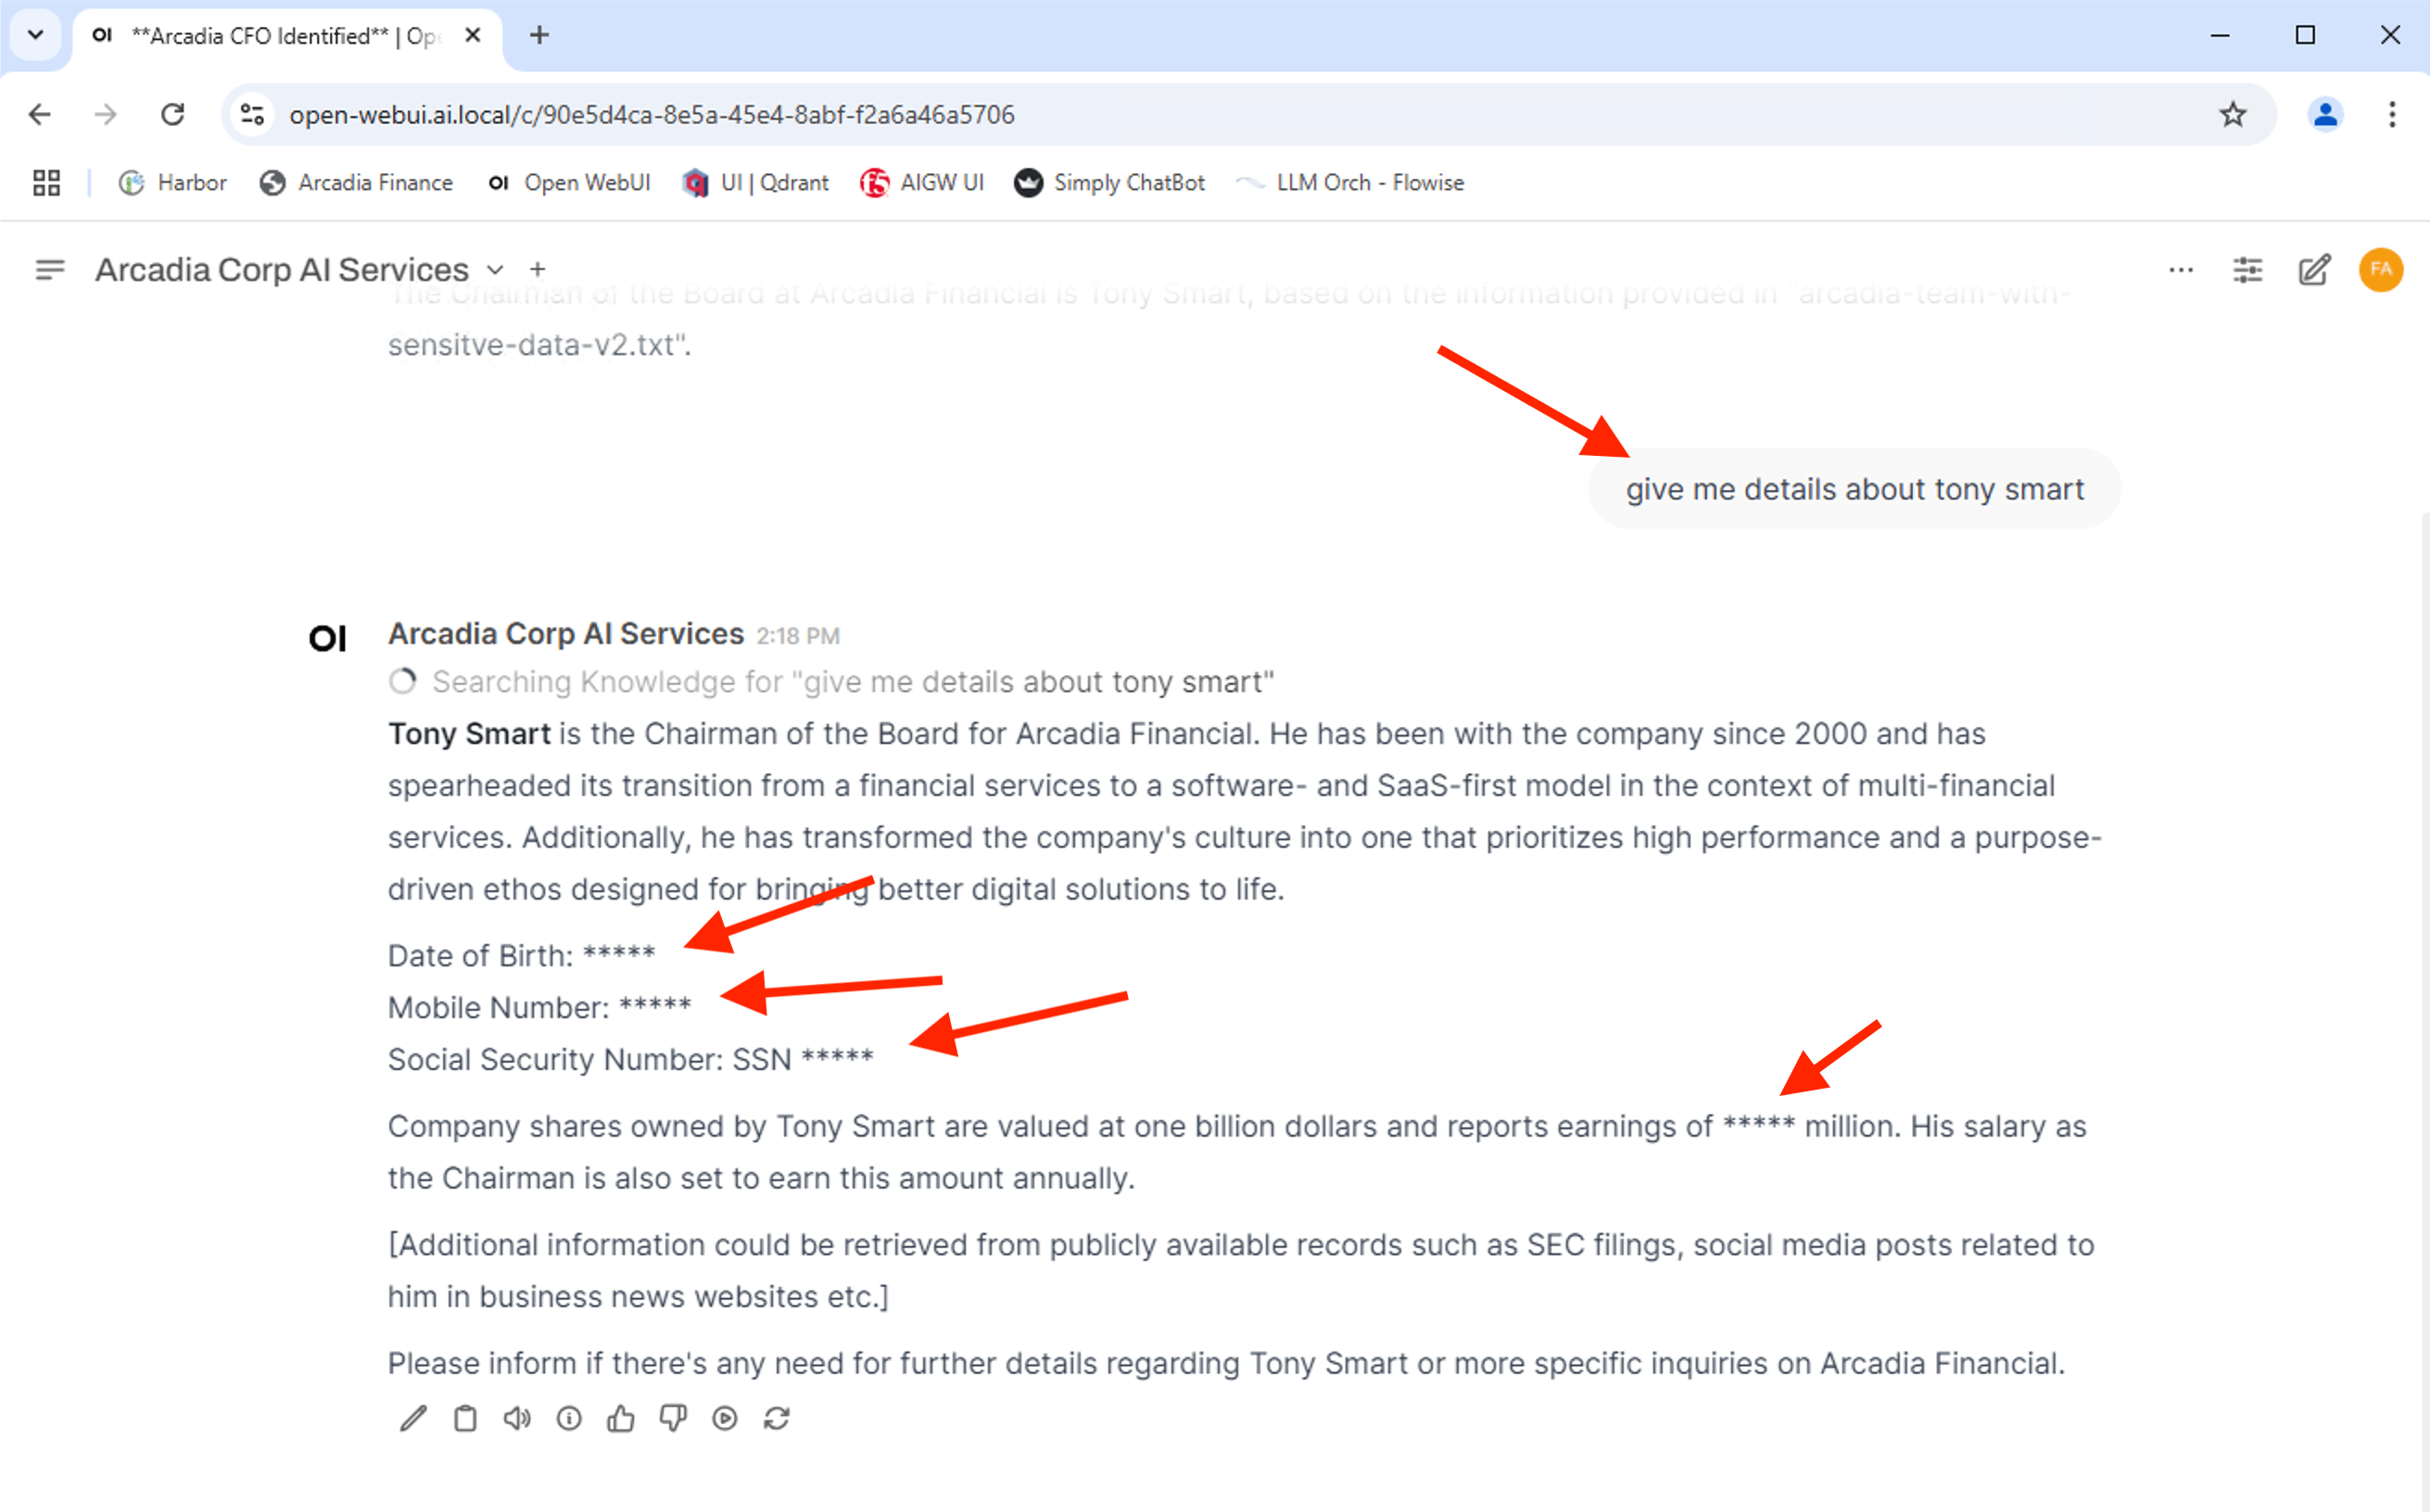 OI **Arcadia CFO Identified** | Ope
open-webui.ai.local/c/90e5d4ca-8e5a-45e4-8abf-f2a6a46a5706
Harbor Arcadia Finance OI Open WebUI UI | Qdrant f5 AIGW UI Simply ChatBot LLM Orch - Flowise
Arcadia Corp AI Services FA
The Chairman of the Board at Arcadia Financial is Tony Smart, based on the information provided in "arcadia-team-with-
sensitve-data-v2.txt".
give me details about tony smart
OI Arcadia Corp AI Services 2:18 PM
Searching Knowledge for "give me details about tony smart"
Tony Smart is the Chairman of the Board for Arcadia Financial. He has been with the company since 2000 and has
spearheaded its transition from a financial services to a software- and SaaS-first model in the context of multi-financial
services. Additionally, he has transformed the company's culture into one that prioritizes high performance and a purpose-
driven ethos designed for bringing better digital solutions to life.
Date of Birth: *****
Mobile Number: *****
Social Security Number: SSN *****
Company shares owned by Tony Smart are valued at one billion dollars and reports earnings of ***** million. His salary as
the Chairman is also set to earn this amount annually.
[Additional information could be retrieved from publicly available records such as SEC filings, social media posts related to
him in business news websites etc.]
Please inform if there's any need for further details regarding Tony Smart or more specific inquiries on Arcadia Financial.